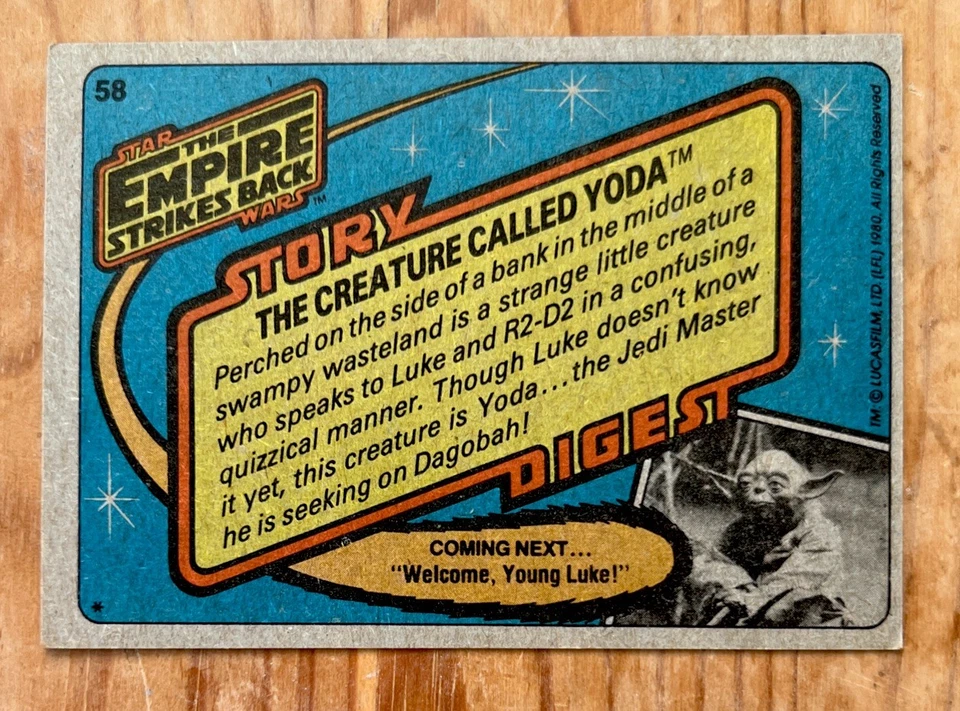 58
STAR
THE
EMPIRE
STRIKES BACK
WARS™
STORY
THE CREATURE CALLED YODA™
Perched on the side of a bank in the middle of a
swampy wasteland is a strange little creature
who speaks to Luke and R2-D2 in a confusing,
quizzical manner. Though Luke doesn't know
it yet, this creature is Yoda...the Jedi Master
he is seeking on Dagobah!
DIGEST
COMING NEXT...
"Welcome, Young Luke!"
*
TM: © LUCASFILM, LTD. (LFL) 1980. All Rights Reserved